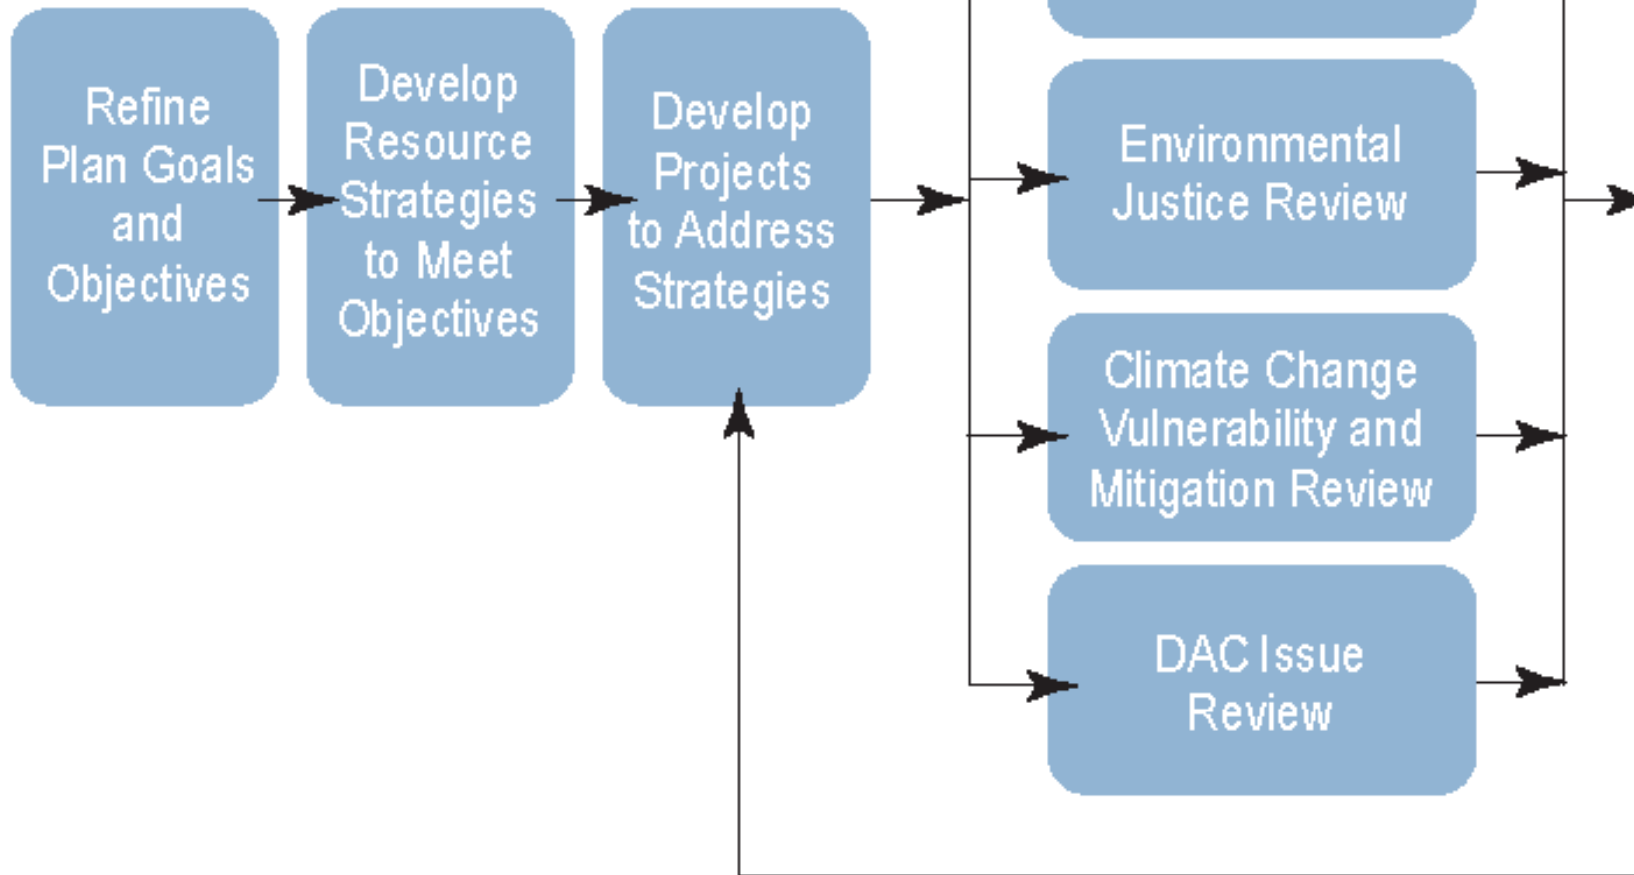 Refine
Plan Goals
and
Objectives
Develop
Resource
Strategies
to Meet
Objectives
Develop
Projects
to Address
Strategies
Environmental
Justice Review
Climate Change
Vulnerability and
Mitigation Review
DAC Issue
Review